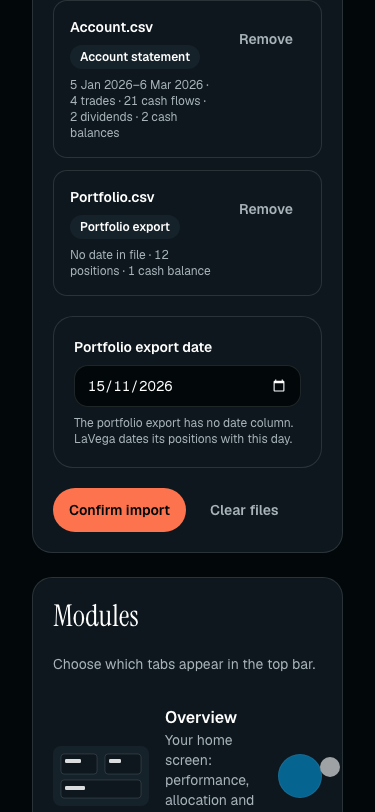 Account.csv
Remove
Account statement
5 Jan 2026–6 Mar 2026 ·
4 trades · 21 cash flows ·
2 dividends · 2 cash
balances
Portfolio.csv
Remove
Portfolio export
No date in file · 12
positions · 1 cash balance
Portfolio export date
15/11/2026
The portfolio export has no date column.
LaVega dates its positions with this day.
Confirm import
Clear files
Modules
Choose which tabs appear in the top bar.
Overview
Your home
screen:
performance,
allocation and